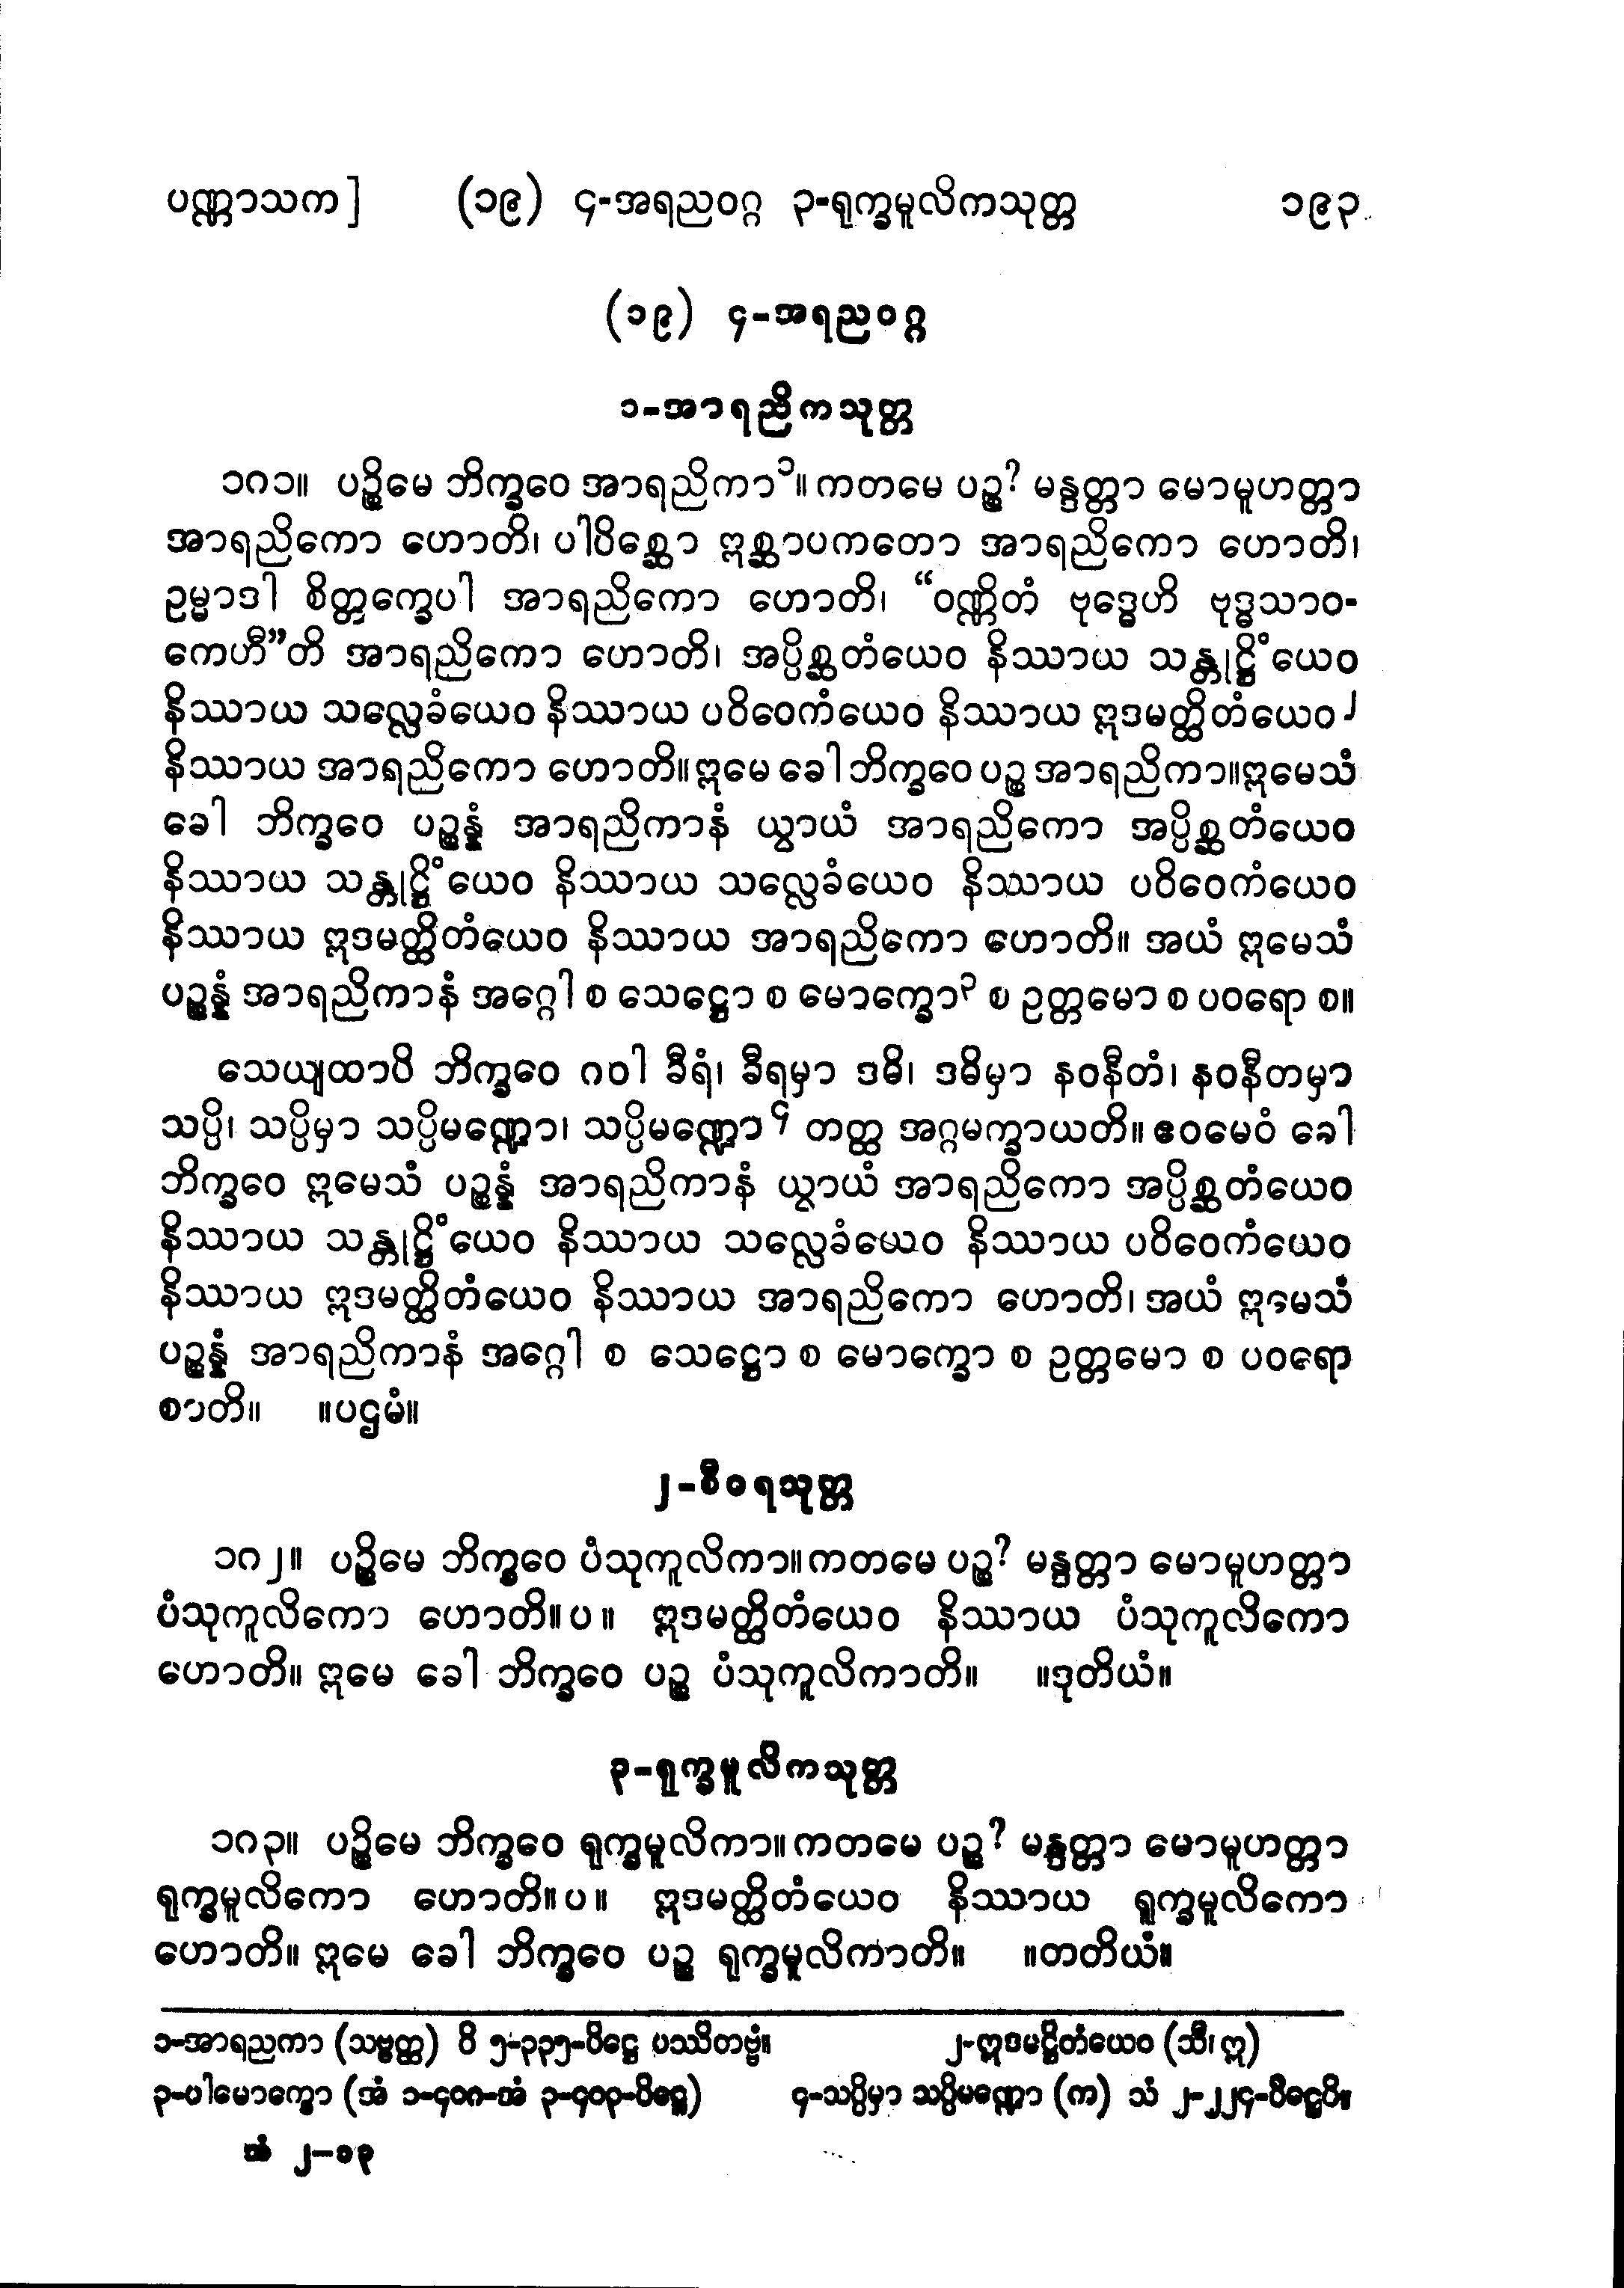 ပဏ္ဏာသက] (၁၉) ၄-အရညဝဂ္ဂ ၃-ရုက္ခမူလိကသုတ္တ ၁၉၃
(၁၉) ၄-အရညဝဂ္ဂ
၁-အာရညိကသုတ္တ
၁၈၁။ ပဉ္စိမေ ဘိက္ခဝေ အာရညိကာ၁။ ကတမေ ပဉ္စ? မန္ဒတ္တာ မောမူဟတ္တာ
အာရညိကော ဟောတိ၊ ပါပိစ္ဆော ဣစ္ဆာပကတော အာရညိကော ဟောတိ၊
ဥမ္မာဒါ စိတ္တက္ခေပါ အာရညိကော ဟောတိ၊ “ဝဏ္ဏိတံ ဗုဒ္ဓေဟိ ဗုဒ္ဓသာဝ-
ကေဟီ”တိ အာရညိကော ဟောတိ၊ အပ္ပိစ္ဆတံယေဝ နိဿာယ သန္တုဋ္ဌိံယေဝ
နိဿာယ သလ္လေခံယေဝ နိဿာယ ပဝိဝေကံယေဝ နိဿာယ ဣဒမတ္ထိတံယေဝ၂
နိဿာယ အာရညိကော ဟောတိ။ ဣမေ ခေါ ဘိက္ခဝေ ပဉ္စ အာရညိကာ။ ဣမေသံ
ခေါ ဘိက္ခဝေ ပဉ္စန္နံ အာရညိကာနံ ယွာယံ အာရညိကော အပ္ပိစ္ဆတံယေဝ
နိဿာယ သန္တုဋ္ဌိံယေဝ နိဿာယ သလ္လေခံယေဝ နိဿာယ ပဝိဝေကံယေဝ
နိဿာယ ဣဒမတ္ထိတံယေဝ နိဿာယ အာရညိကော ဟောတိ။ အယံ ဣမေသံ
ပဉ္စန္နံ အာရညိကာနံ အဂ္ဂေါ စ သေဋ္ဌော စ မောက္ခော၃ စ ဥတ္တမော စ ပဝရော စ။
သေယျထာပိ ဘိက္ခဝေ ဂဝါ ခီရံ၊ ခီရမှာ ဒဓိ၊ ဒဓိမှာ နဝနီတံ၊ နဝနီတမှာ
သပ္ပိ၊ သပ္ပိမှာ သပ္ပိမဏ္ဍော၊ သပ္ပိမဏ္ဍော၄ တတ္ထ အဂ္ဂမက္ခာယတိ။ ဧဝမေဝံ ခေါ
ဘိက္ခဝေ ဣမေသံ ပဉ္စန္နံ အာရညိကာနံ ယွာယံ အာရညိကော အပ္ပိစ္ဆတံယေဝ
နိဿာယ သန္တုဋ္ဌိံယေဝ နိဿာယ သလ္လေခံယေဝ နိဿာယ ပဝိဝေကံယေဝ
နိဿာယ ဣဒမတ္ထိတံယေဝ နိဿာယ အာရညိကော ဟောတိ၊ အယံ ဣမေသံ
ပဉ္စန္နံ အာရညိကာနံ အဂ္ဂေါ စ သေဋ္ဌော စ မောက္ခော စ ဥတ္တမော စ ပဝရော
စာတိ။ ။ပဌမံ။
၂-စီဝရသုတ္တ
၁၈၂။ ပဉ္စိမေ ဘိက္ခဝေ ပံသုကူလိကာ။ ကတမေ ပဉ္စ? မန္ဒတ္တာ မောမူဟတ္တာ
ပံသုကူလိကော ဟောတိ။ပ။ ဣဒမတ္ထိတံယေဝ နိဿာယ ပံသုကူလိကော
ဟောတိ။ ဣမေ ခေါ ဘိက္ခဝေ ပဉ္စ ပံသုကူလိကာတိ။ ။ဒုတိယံ။
၃-ရုက္ခမူလိကသုတ္တ
၁၈၃။ ပဉ္စိမေ ဘိက္ခဝေ ရုက္ခမူလိကာ။ ကတမေ ပဉ္စ? မန္ဒတ္တာ မောမူဟတ္တာ
ရုက္ခမူလိကော ဟောတိ။ပ။ ဣဒမတ္ထိတံယေဝ နိဿာယ ရုက္ခမူလိကော
ဟောတိ။ ဣမေ ခေါ ဘိက္ခဝေ ပဉ္စ ရုက္ခမူလိကာတိ။ ။တတိယံ။
၁-အာရညကာ (သဗ္ဗတ္ထ) ဝိ ၅-၃၃၅-ပိဋ္ဌေ ပဿိတဗ္ဗံ။ ၂-ဣဒမဋ္ဌိတံယေဝ (သီ၊ ဣ)
၃-ပါမောက္ခော (အံ ၁-၄၀၈-အံ ၃-၄၀၃-ပိဋ္ဌေ) ၄-သပ္ပိမှာ သပ္ပိမဏ္ဍော (က) သံ ၂-၂၂၄-ပိဋ္ဌေပိ။
အံ ၂-၁၃